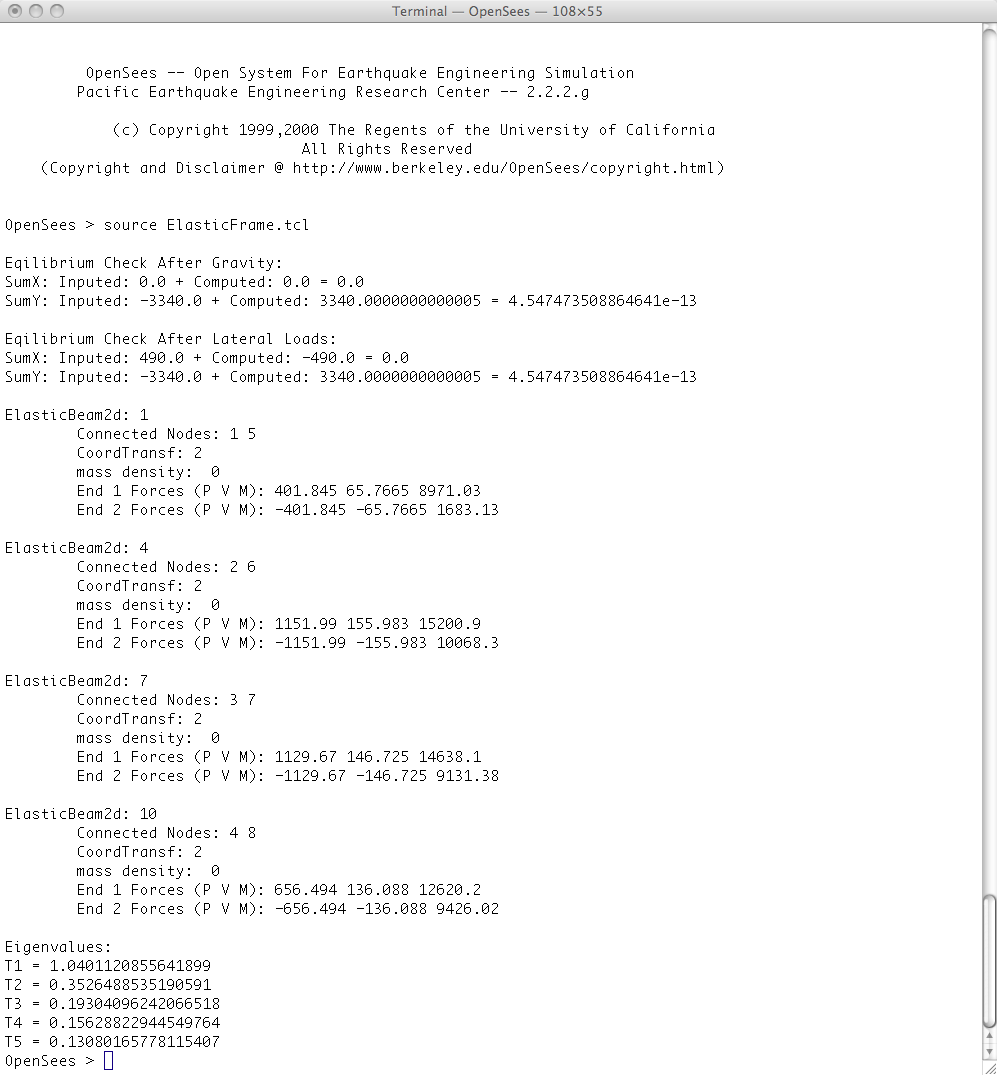 Terminal — OpenSees — 108×55
OpenSees -- Open System For Earthquake Engineering Simulation
Pacific Earthquake Engineering Research Center -- 2.2.2.g
(c) Copyright 1999,2000 The Regents of the University of California
All Rights Reserved
(Copyright and Disclaimer @ http://www.berkeley.edu/OpenSees/copyright.html)
OpenSees > source ElasticFrame.tcl
Eqilibrium Check After Gravity:
SumX: Inputed: 0.0 + Computed: 0.0 = 0.0
SumY: Inputed: -3340.0 + Computed: 3340.0000000000005 = 4.547473508864641e-13
Eqilibrium Check After Lateral Loads:
SumX: Inputed: 490.0 + Computed: -490.0 = 0.0
SumY: Inputed: -3340.0 + Computed: 3340.0000000000005 = 4.547473508864641e-13
ElasticBeam2d: 1
Connected Nodes: 1 5
CoordTransf: 2
mass density:  0
End 1 Forces (P V M): 401.845 65.7665 8971.03
End 2 Forces (P V M): -401.845 -65.7665 1683.13
ElasticBeam2d: 4
Connected Nodes: 2 6
CoordTransf: 2
mass density:  0
End 1 Forces (P V M): 1151.99 155.983 15200.9
End 2 Forces (P V M): -1151.99 -155.983 10068.3
ElasticBeam2d: 7
Connected Nodes: 3 7
CoordTransf: 2
mass density:  0
End 1 Forces (P V M): 1129.67 146.725 14638.1
End 2 Forces (P V M): -1129.67 -146.725 9131.38
ElasticBeam2d: 10
Connected Nodes: 4 8
CoordTransf: 2
mass density:  0
End 1 Forces (P V M): 656.494 136.088 12620.2
End 2 Forces (P V M): -656.494 -136.088 9426.02
Eigenvalues:
T1 = 1.0401120855641899
T2 = 0.3526488535190591
T3 = 0.19304096242066518
T4 = 0.15628822944549764
T5 = 0.13080165778115407
OpenSees >